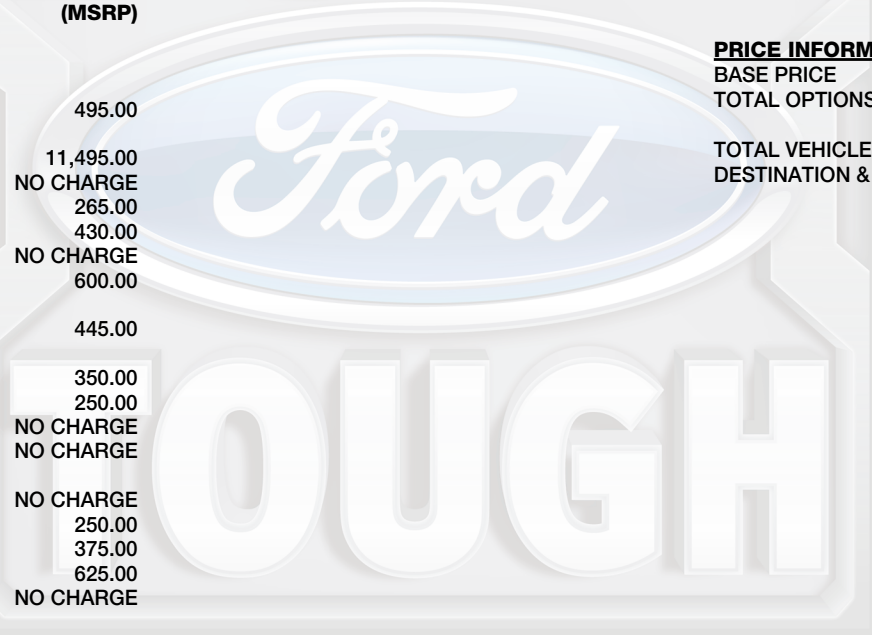 (MSRP)
495.00
11,495.00
NO CHARGE
265.00
430.00
NO CHARGE
600.00
445.00
350.00
250.00
NO CHARGE
NO CHARGE
NO CHARGE
250.00
375.00
625.00
NO CHARGE
PRICE INFORM
BASE PRICE
TOTAL OPTIONS
TOTAL VEHICLE
DESTINATION &
Ford
TOUGH